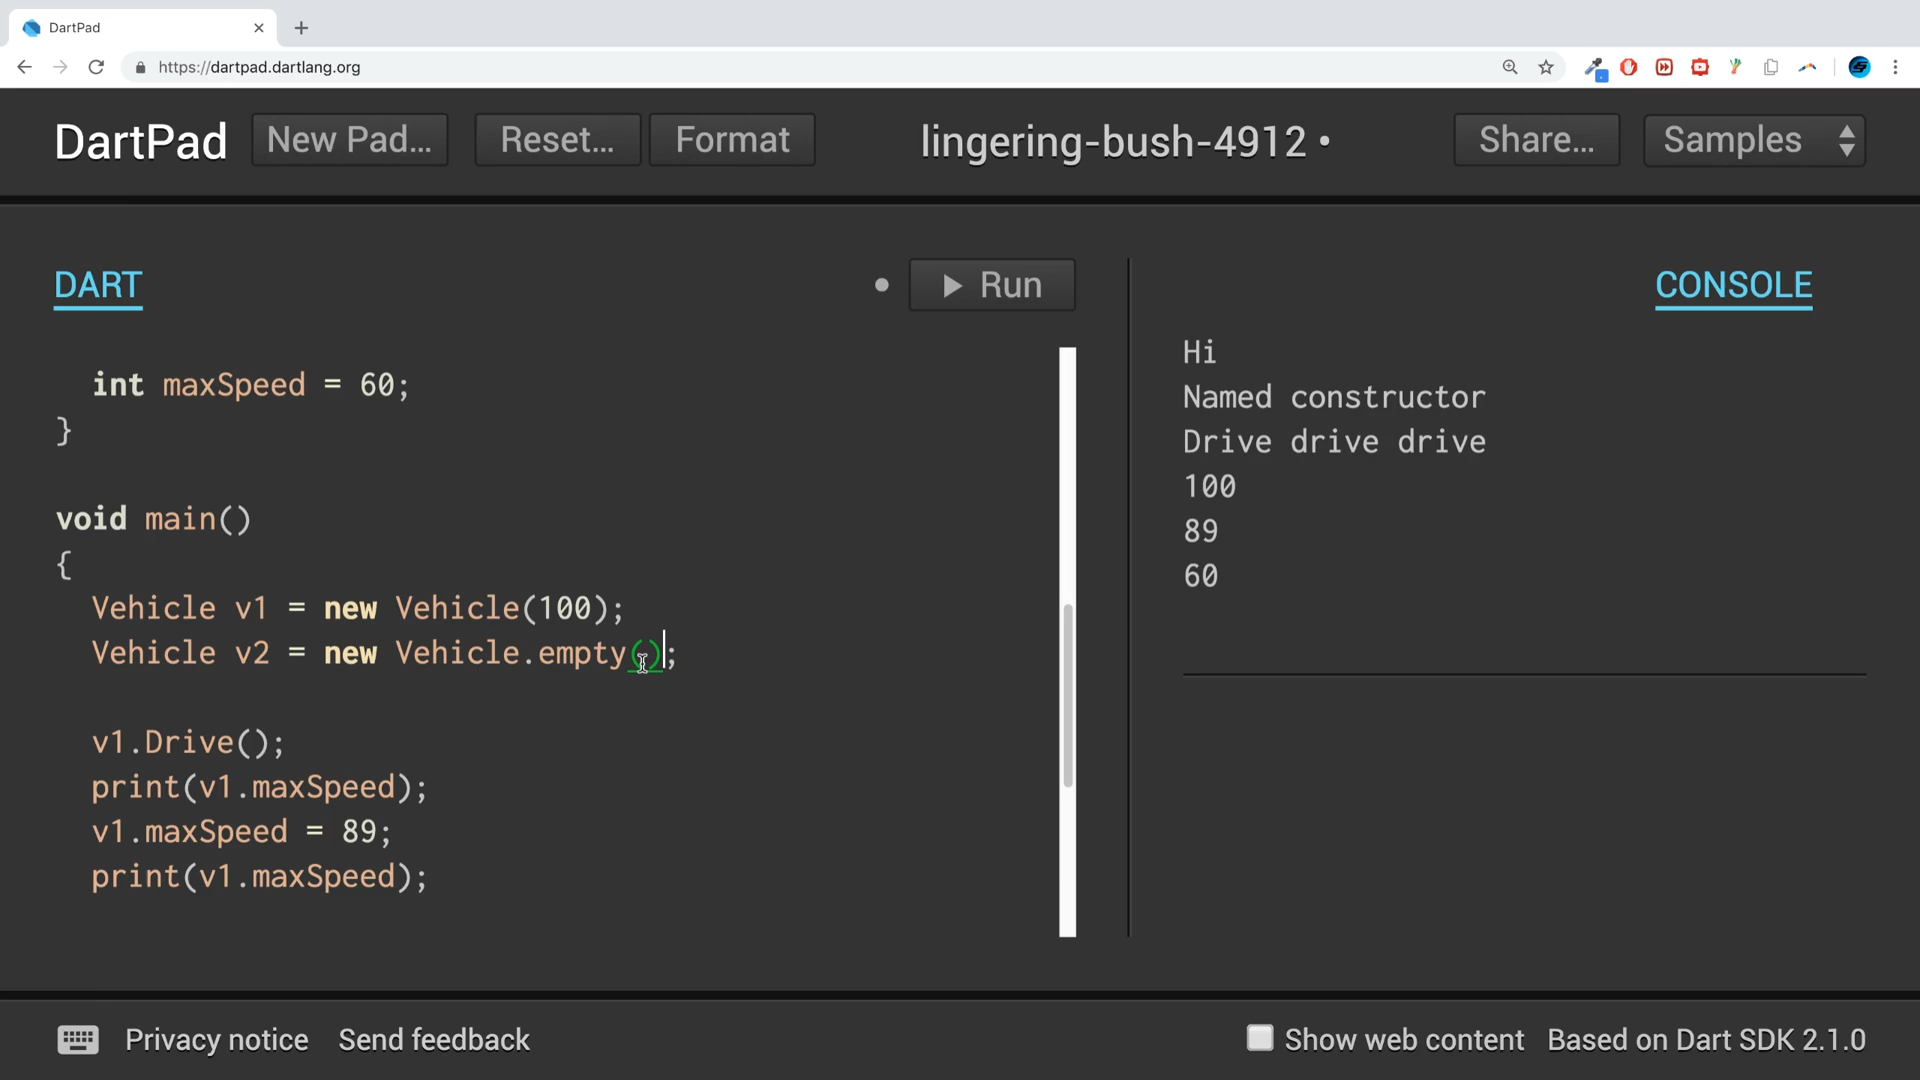 DartPad
https://dartpad.dartlang.org
DartPad
New Pad...
Reset...
Format
lingering-bush-4912 •
Share...
Samples
DART
Run
CONSOLE
int maxSpeed = 60;
}
void main()
{
Vehicle v1 = new Vehicle(100);
Vehicle v2 = new Vehicle.empty();
v1.Drive();
print(v1.maxSpeed);
v1.maxSpeed = 89;
print(v1.maxSpeed);
Hi
Named constructor
Drive drive drive
100
89
60
Privacy notice
Send feedback
Show web content
Based on Dart SDK 2.1.0